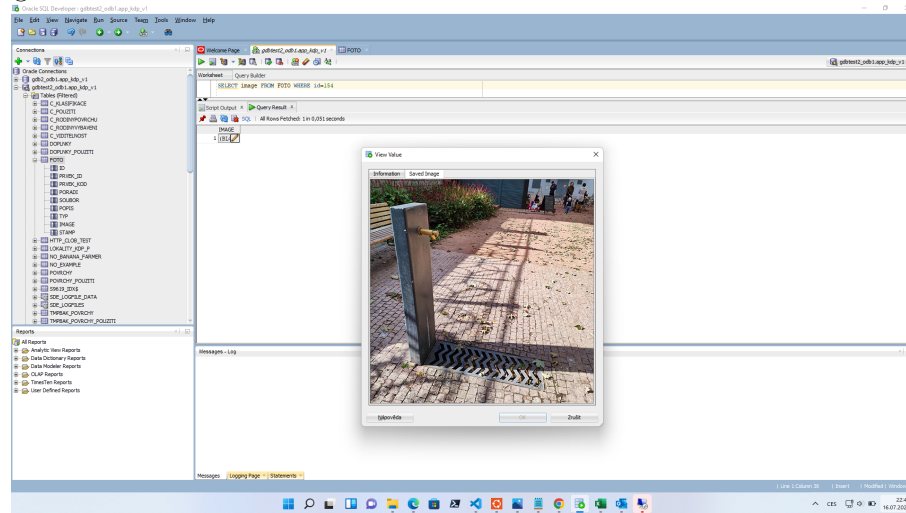 Oracle SQL Developer : gdbtest2_odb1.app_kdp_v1
File Edit View Navigate Run Source Team Tools Window Help
Connections
Welcome Page
gdbtest2_odb1.app_kdp_v1
FOTO
gdbtest2_odb1.app_kdp_v1
Worksheet Query Builder
SELECT image FROM FOTO WHERE id=154
Script Output
Query Result
SQL | All Rows Fetched: 1 in 0,051 seconds
IMAGE
1
Oracle Connections
gdb2_odb1.app_kdp_v1
gdbtest2_odb1.app_kdp_v1
Tables (Filtered)
C_KLASIFIKACE
C_POUZITI
C_RODINYPOVRCHU
C_RODINYVYBAVENI
C_VIDITELNOST
DOPLNKY
DOPLNKY_POUZITI
FOTO
ID
PRVEK_ID
PRVEK_KOD
PORADI
SOUBOR
POPIS
TYP
IMAGE
STAMP
HTTP_CLOB_TEST
LOKALITY_KDP_P
NO_BANANA_FARMER
NO_EXAMPLE
POVRCHY
POVRCHY_POUZITI
S9619_IDX$
SDE_LOGFILE_DATA
SDE_LOGFILES
TMPBAK_POVRCHY
TMPBAK_POVRCHY_POUZITI
Reports
All Reports
Analytic View Reports
Data Dictionary Reports
Data Modeler Reports
OLAP Reports
TimesTen Reports
User Defined Reports
View Value
Information Saved Image
Nápověda OK Zrušit
Messages - Log
Messages Logging Page Statements
Line 1 Column 36 | Insert | Modified
CES